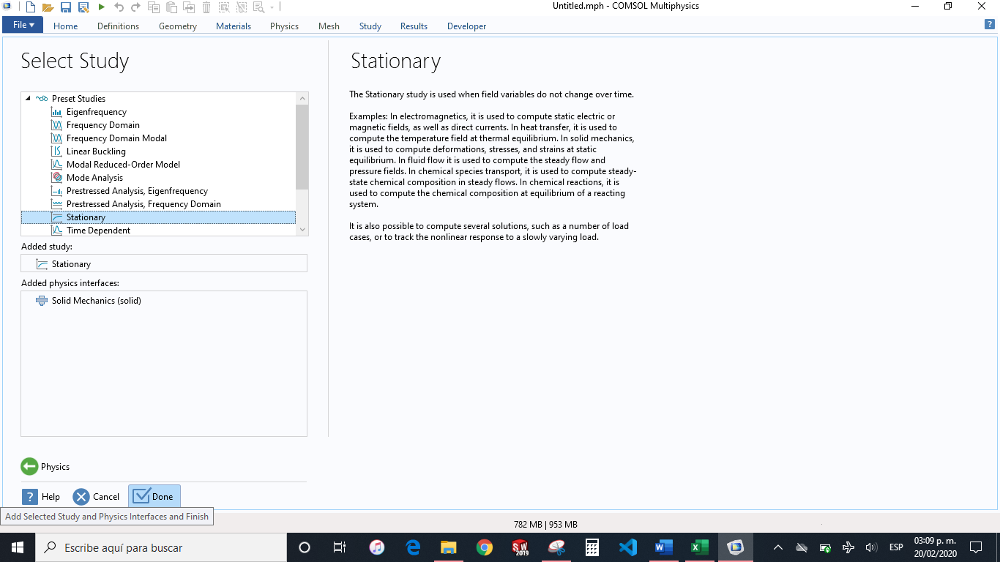 Untitled.mph - COMSOL Multiphysics
File
Home
Definitions
Geometry
Materials
Physics
Mesh
Study
Results
Developer
?
Select Study
Preset Studies
Eigenfrequency
Frequency Domain
Frequency Domain Modal
Linear Buckling
Modal Reduced-Order Model
Mode Analysis
Prestressed Analysis, Eigenfrequency
Prestressed Analysis, Frequency Domain
Stationary
Time Dependent
Added study:
Stationary
Added physics interfaces:
Solid Mechanics (solid)
Physics
? Help
Cancel
Done
Add Selected Study and Physics Interfaces and Finish
Stationary
The Stationary study is used when field variables do not change over time.
Examples: In electromagnetics, it is used to compute static electric or
magnetic fields, as well as direct currents. In heat transfer, it is used to
compute the temperature field at thermal equilibrium. In solid mechanics,
it is used to compute deformations, stresses, and strains at static
equilibrium. In fluid flow it is used to compute the steady flow and
pressure fields. In chemical species transport, it is used to compute steady-
state chemical composition in steady flows. In chemical reactions, it is
used to compute the chemical composition at equilibrium of a reacting
system.
It is also possible to compute several solutions, such as a number of load
cases, or to track the nonlinear response to a slowly varying load.
782 MB | 953 MB
Escribe aquí para buscar
SW
2019
ESP
03:09 p. m.
20/02/2020